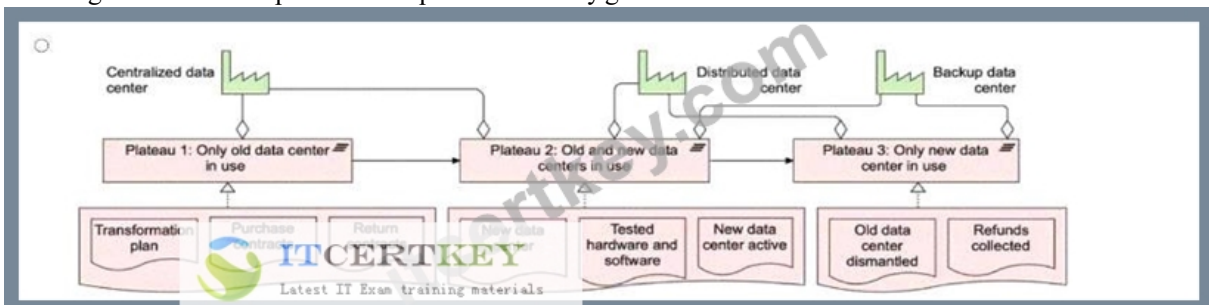 Centralized data
center
Distributed data
center
Backup data
center
Plateau 1: Only old data center
in use
Plateau 2: Old and new data
centers in use
Plateau 3: Only new data
center in use
Transformation
plan
Purchase
contracts
Return
New data
Tested
hardware and
software
New data
center active
Old data
center
dismantled
Refunds
collected
ITCERTKEY
Latest IT Exam training materials
itcertkey.com